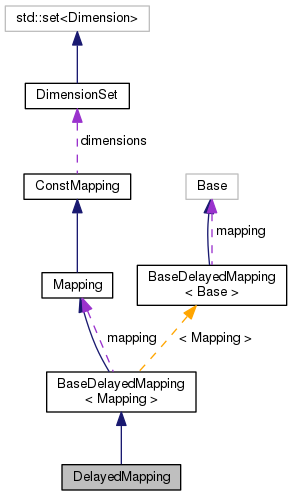 std::set<Dimension>
DimensionSet
dimensions
ConstMapping
Base
mapping
Mapping
BaseDelayedMapping
< Base >
mapping
< Mapping >
BaseDelayedMapping
< Mapping >
DelayedMapping